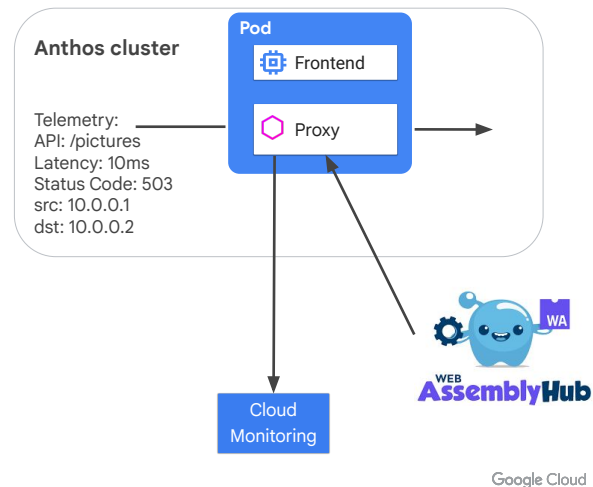 Anthos cluster
Pod
Frontend
Proxy
Telemetry:
API: /pictures
Latency: 10ms
Status Code: 503
src: 10.0.0.1
dst: 10.0.0.2
WA
WEB
AssemblyHub
Cloud
Monitoring
Google Cloud